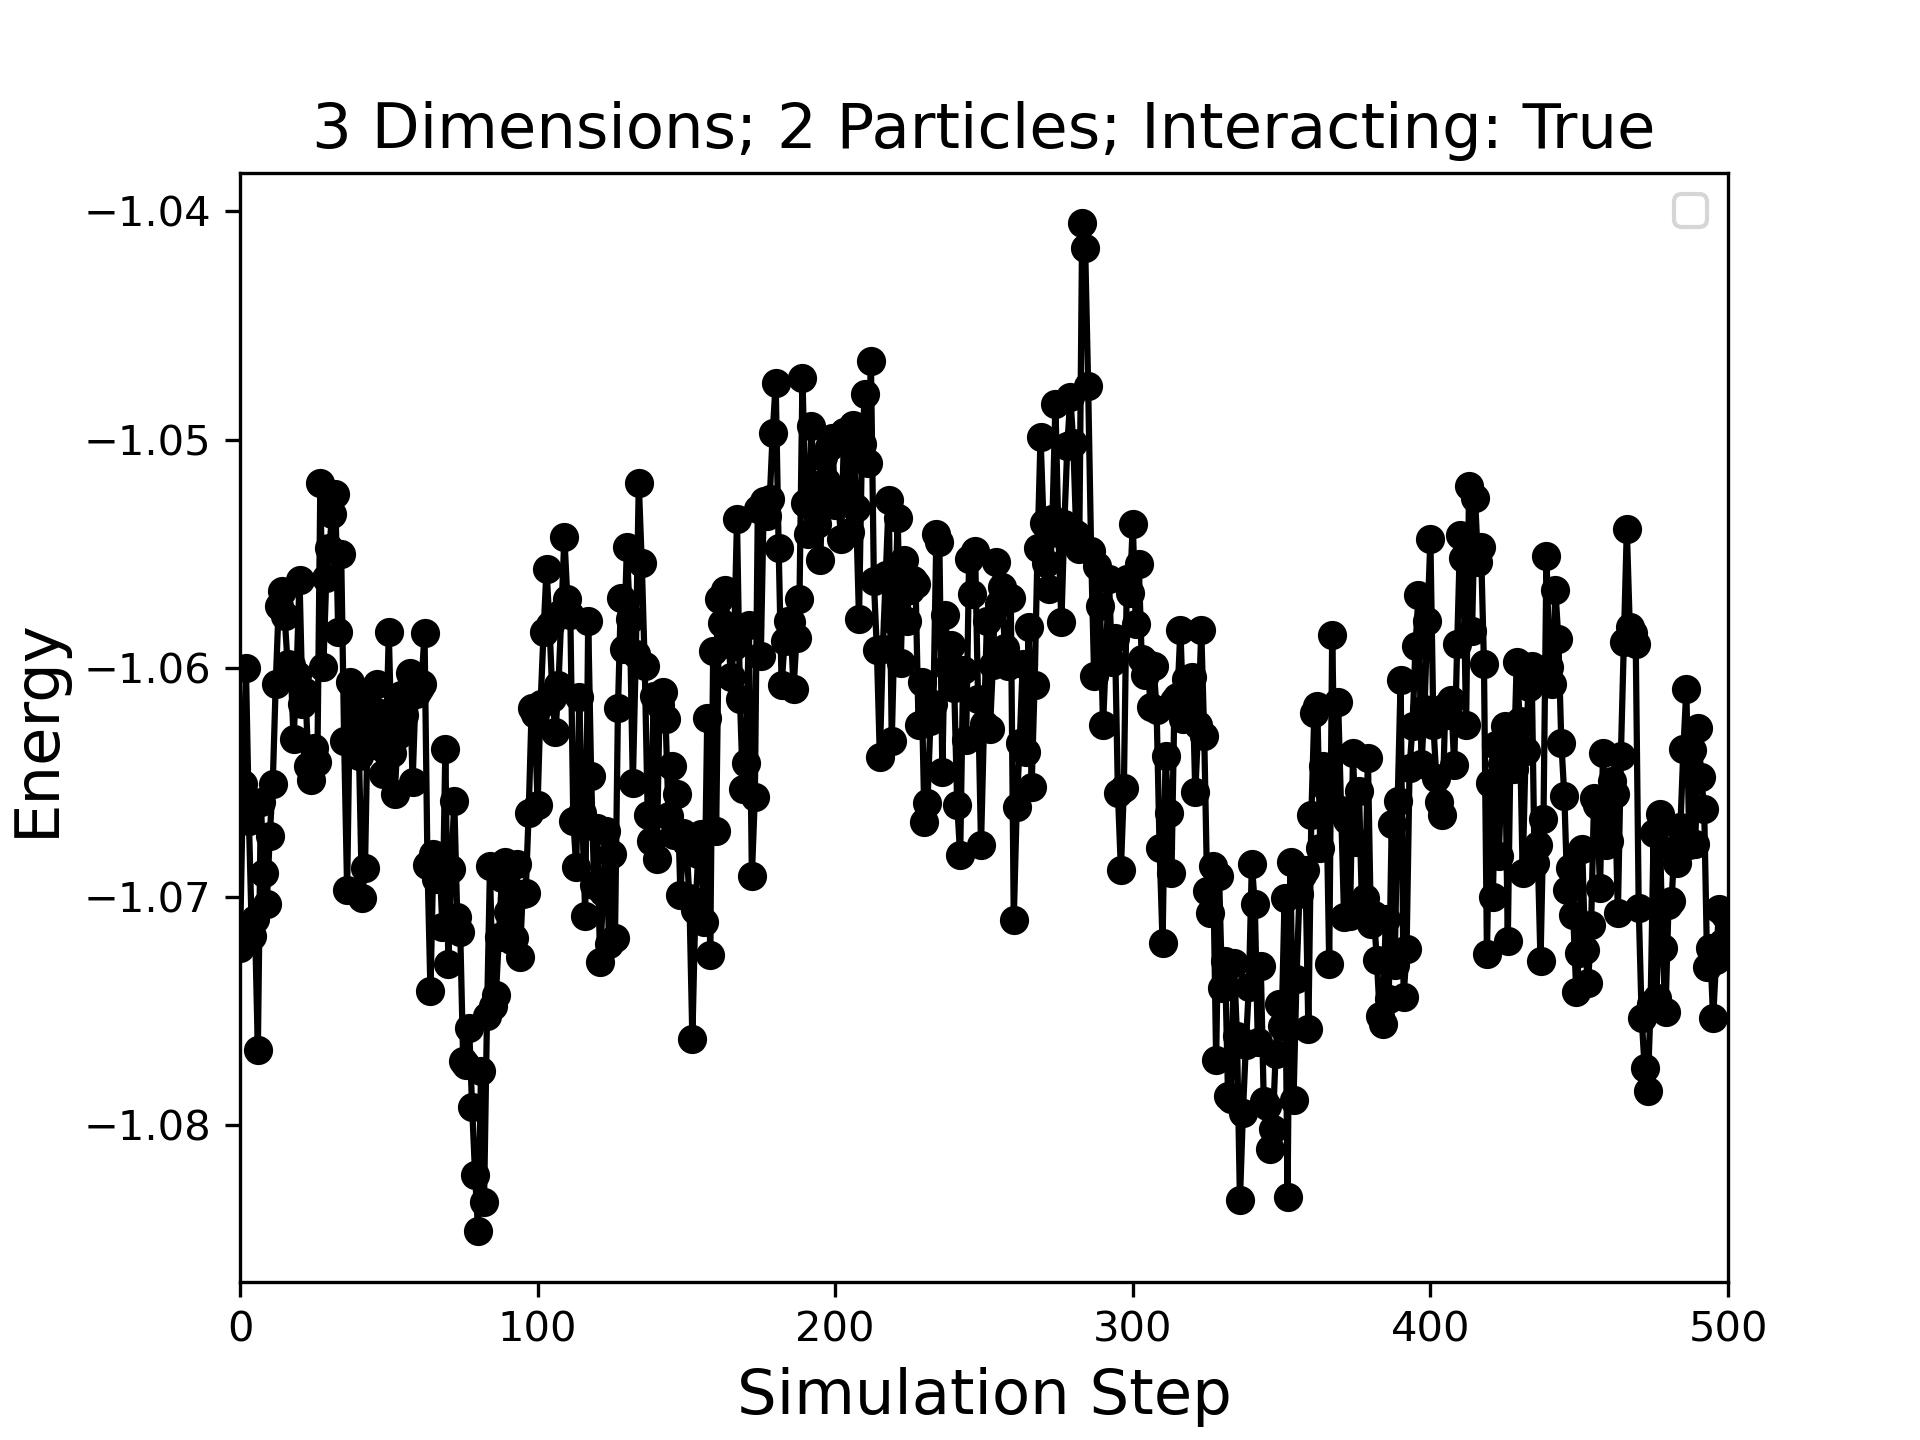 3 Dimensions; 2 Particles; Interacting: True
−1.04
−1.05
−1.06
−1.07
−1.08
Energy
0 100 200 300 400 500
Simulation Step